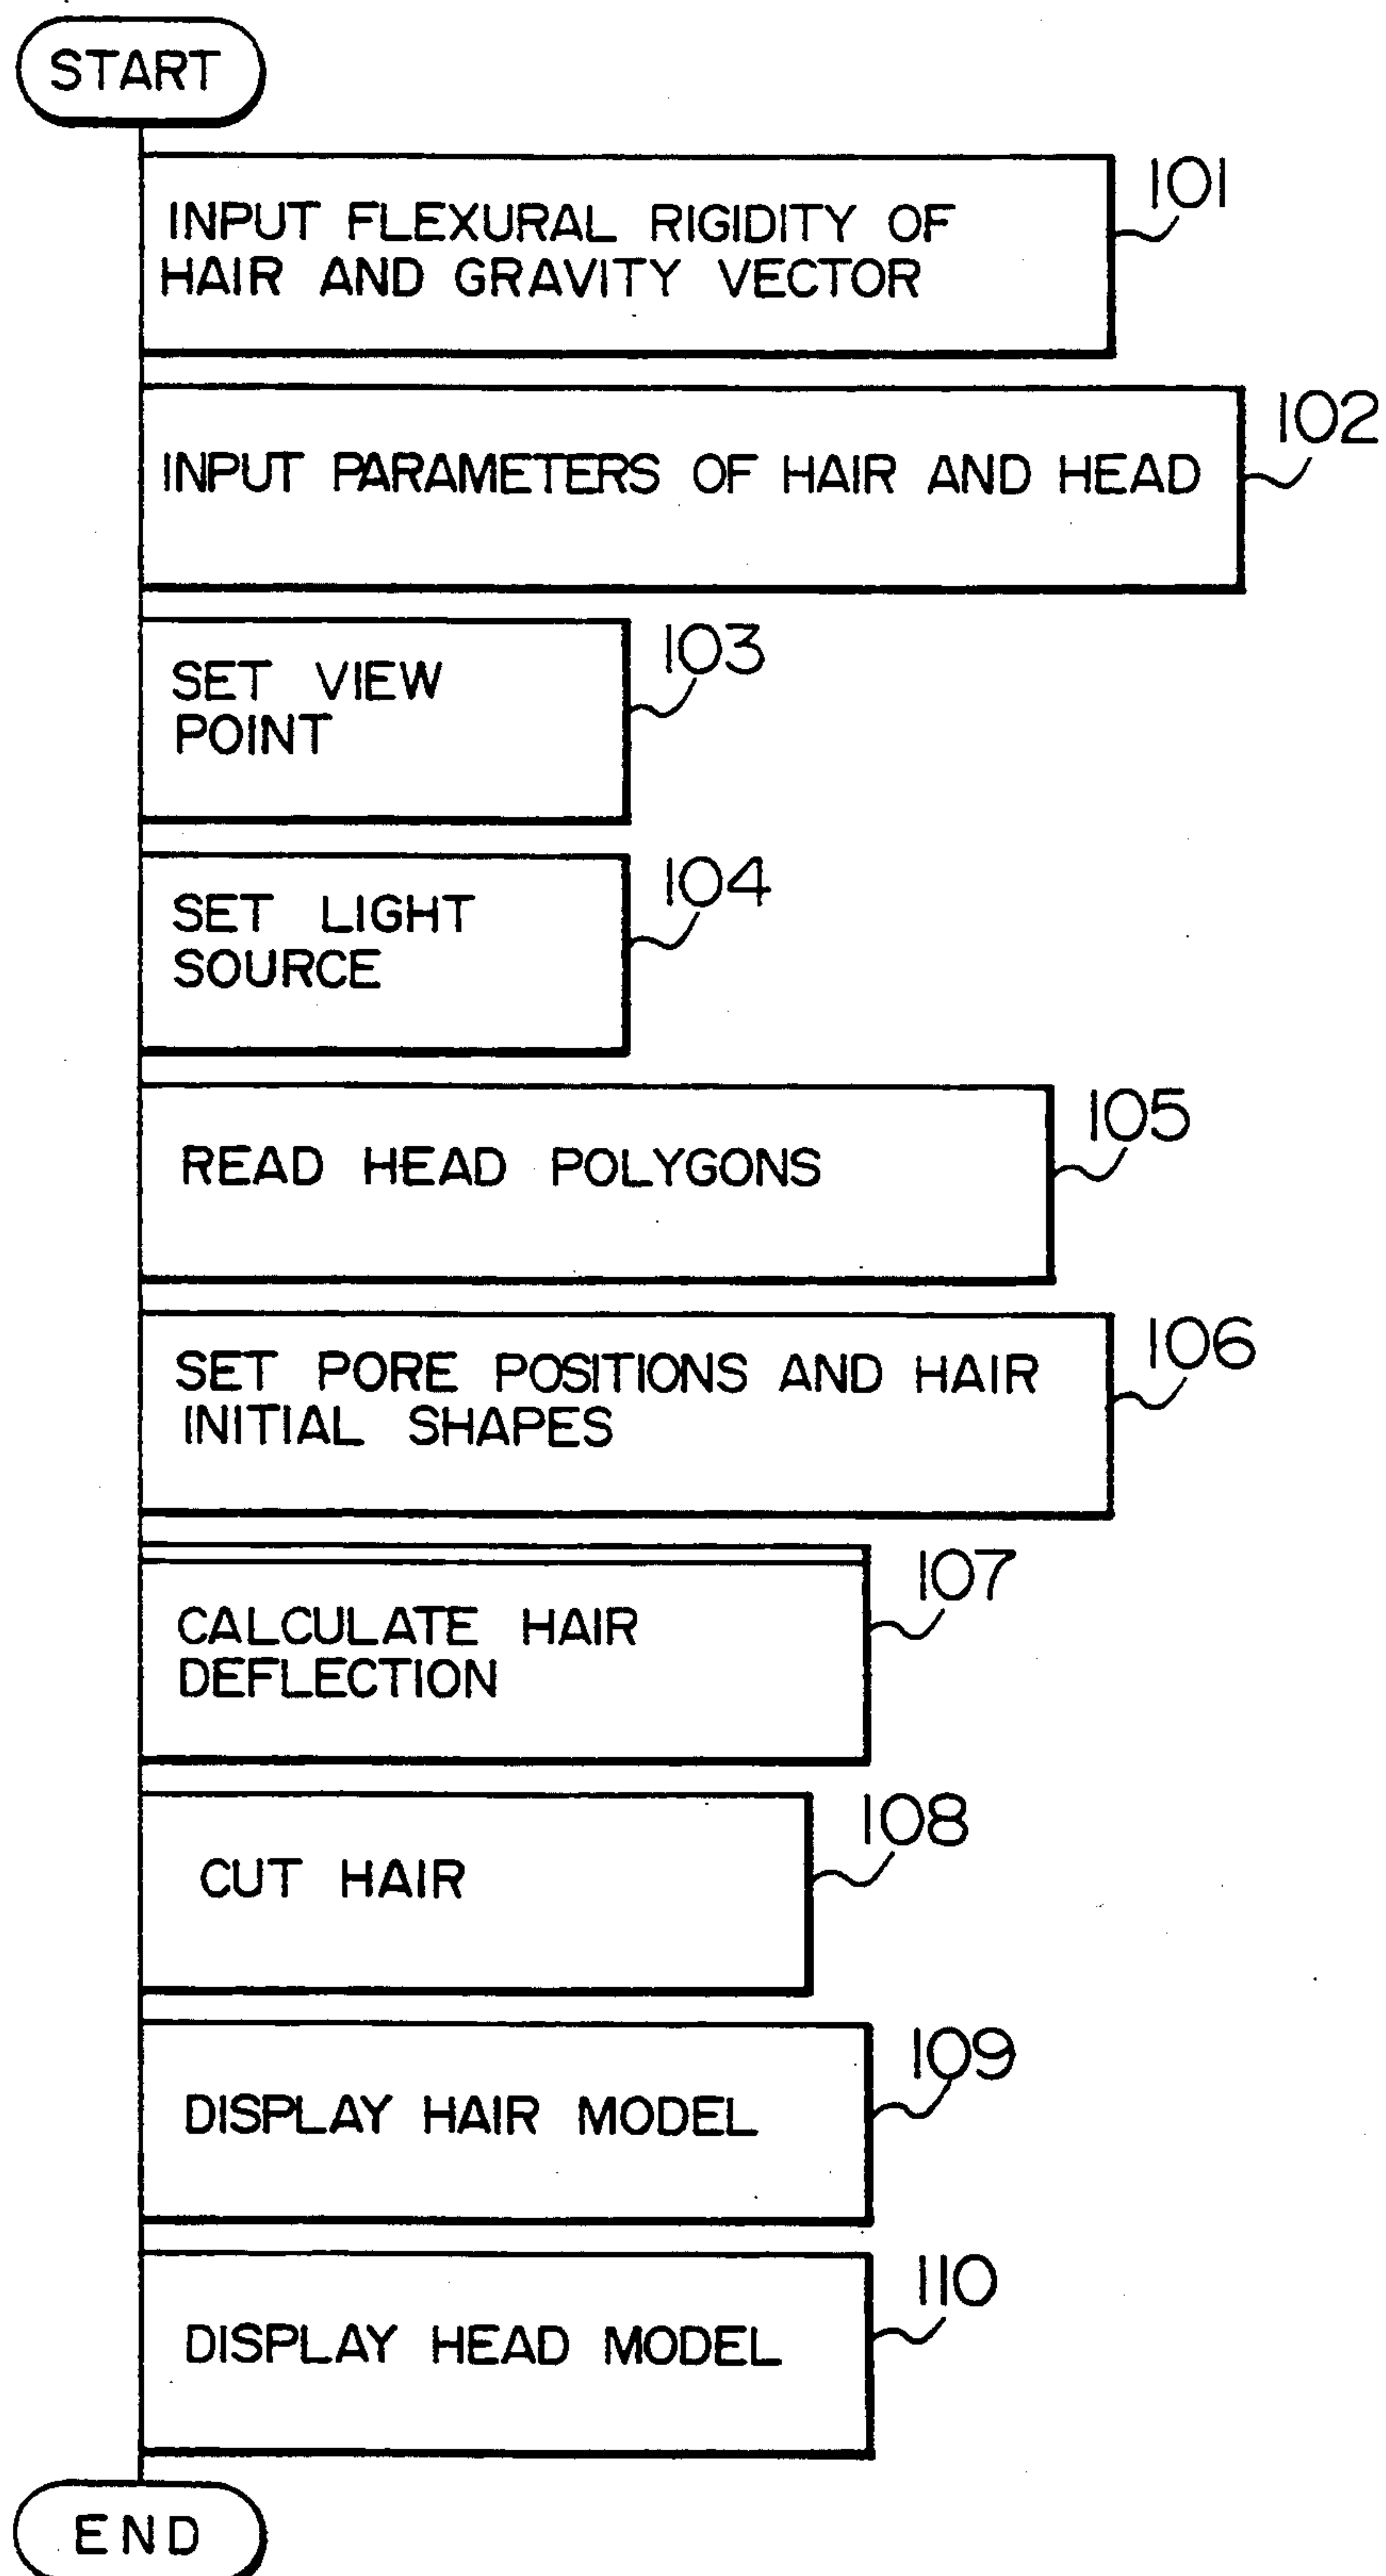 START
INPUT FLEXURAL RIGIDITY OF
HAIR AND GRAVITY VECTOR
101
INPUT PARAMETERS OF HAIR AND HEAD
102
SET VIEW
POINT
103
SET LIGHT
SOURCE
104
READ HEAD POLYGONS
105
SET PORE POSITIONS AND HAIR
INITIAL SHAPES
106
CALCULATE HAIR
DEFLECTION
107
CUT HAIR
108
DISPLAY HAIR MODEL
109
DISPLAY HEAD MODEL
110
END